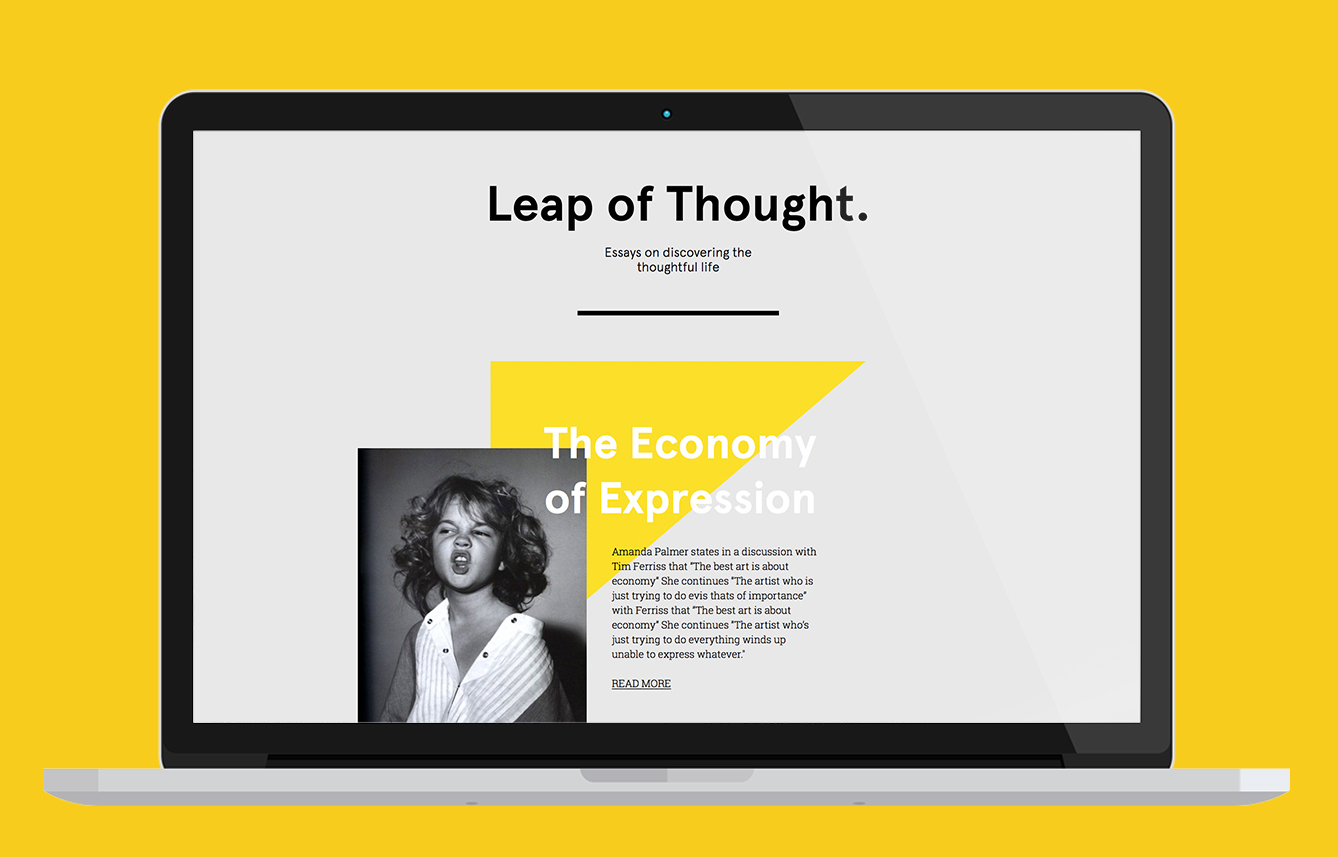 Leap of Thought.
Essays on discovering the
thoughtful life
The Economy
of Expression
Amanda Palmer states in a discussion with
Tim Ferriss that "The best art is about
economy" She continues "The artist who is
just trying to do evis thats of importance"
with Ferriss that "The best art is about
economy" She continues "The artist who's
just trying to do everything winds up
unable to express whatever."
READ MORE